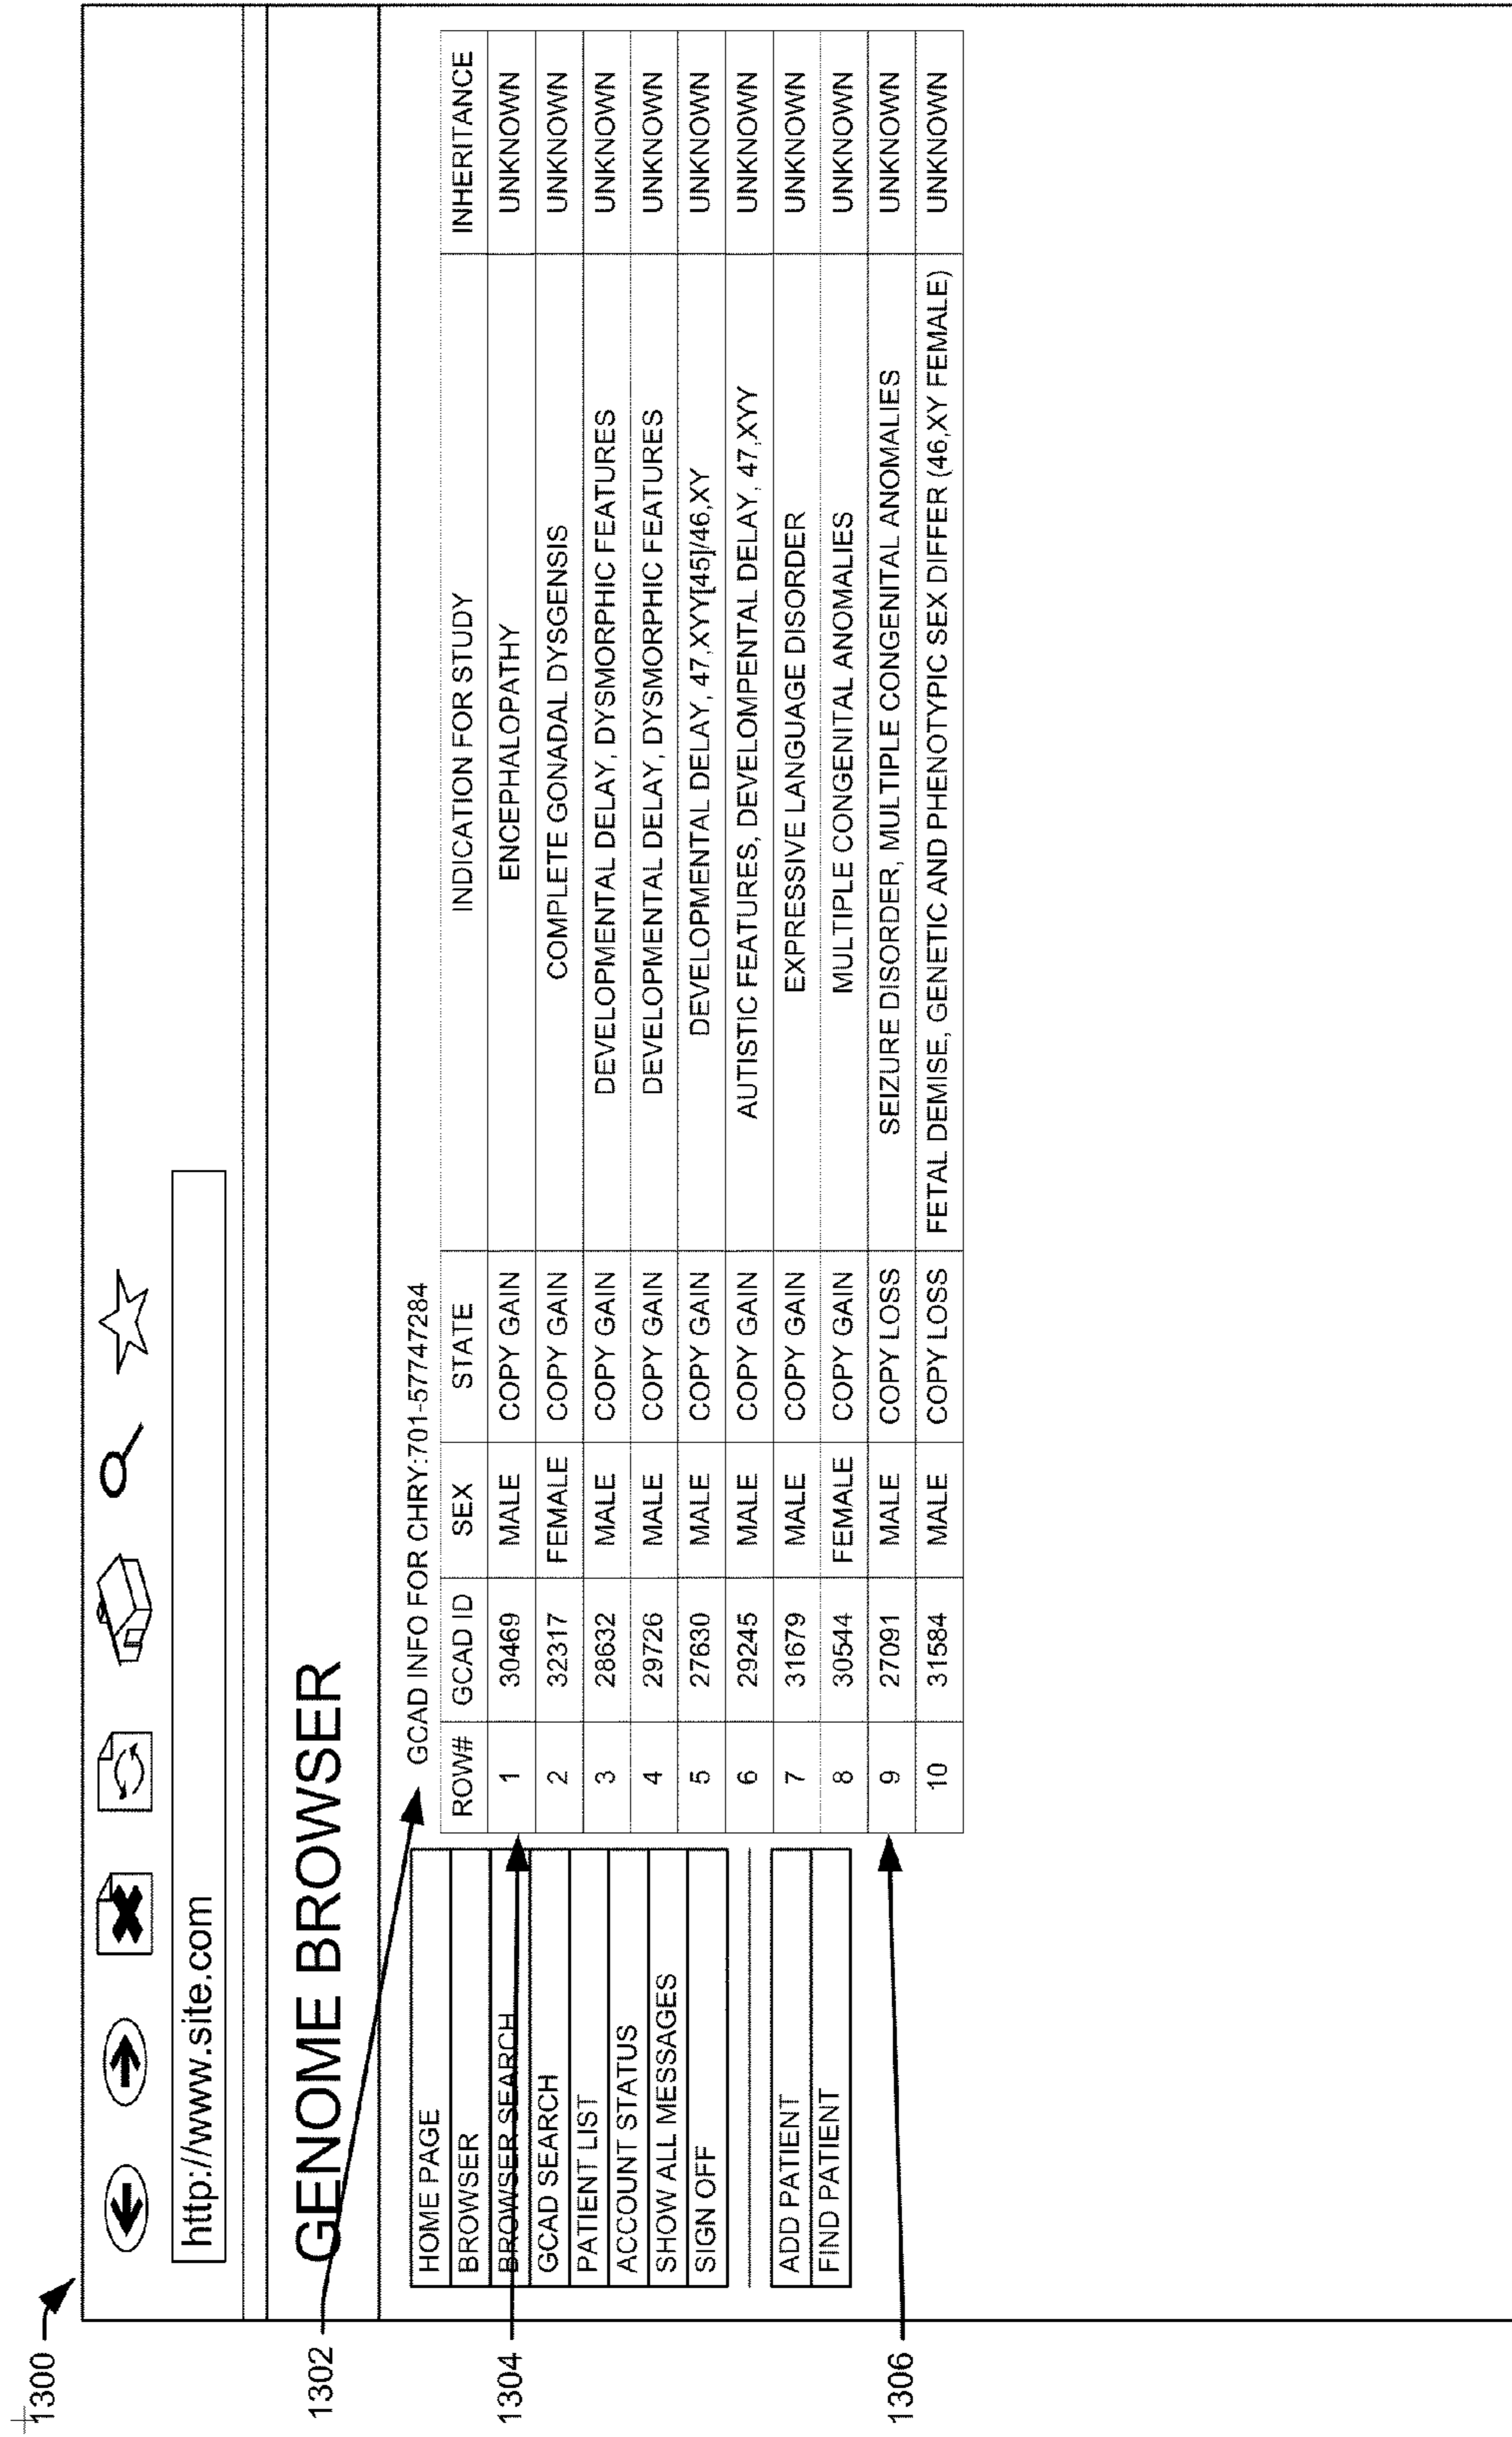 1300
http://www.site.com
GENOME BROWSER
1302
GCAD INFO FOR CHRY:701-57747284
HOME PAGE
BROWSER
BROWSER SEARCH
GCAD SEARCH
PATIENT LIST
ACCOUNT STATUS
SHOW ALL MESSAGES
SIGN OFF
ADD PATIENT
FIND PATIENT
1304
1306
ROW# GCAD ID SEX STATE INDICATION FOR STUDY INHERITANCE
1 30469 MALE COPY GAIN ENCEPHALOPATHY UNKNOWN
2 32317 FEMALE COPY GAIN COMPLETE GONADAL DYSGENSIS UNKNOWN
3 28632 MALE COPY GAIN DEVELOPMENTAL DELAY, DYSMORPHIC FEATURES UNKNOWN
4 29726 MALE COPY GAIN DEVELOPMENTAL DELAY, DYSMORPHIC FEATURES UNKNOWN
5 27630 MALE COPY GAIN DEVELOPMENTAL DELAY, 47,XYY[45]/46,XY UNKNOWN
6 29245 MALE COPY GAIN AUTISTIC FEATURES, DEVELOMPENTAL DELAY, 47,XYY UNKNOWN
7 31679 MALE COPY GAIN EXPRESSIVE LANGUAGE DISORDER UNKNOWN
8 30544 FEMALE COPY GAIN MULTIPLE CONGENITAL ANOMALIES UNKNOWN
9 27091 MALE COPY LOSS SEIZURE DISORDER, MULTIPLE CONGENITAL ANOMALIES UNKNOWN
10 31584 MALE COPY LOSS FETAL DEMISE, GENETIC AND PHENOTYPIC SEX DIFFER (46,XY FEMALE) UNKNOWN